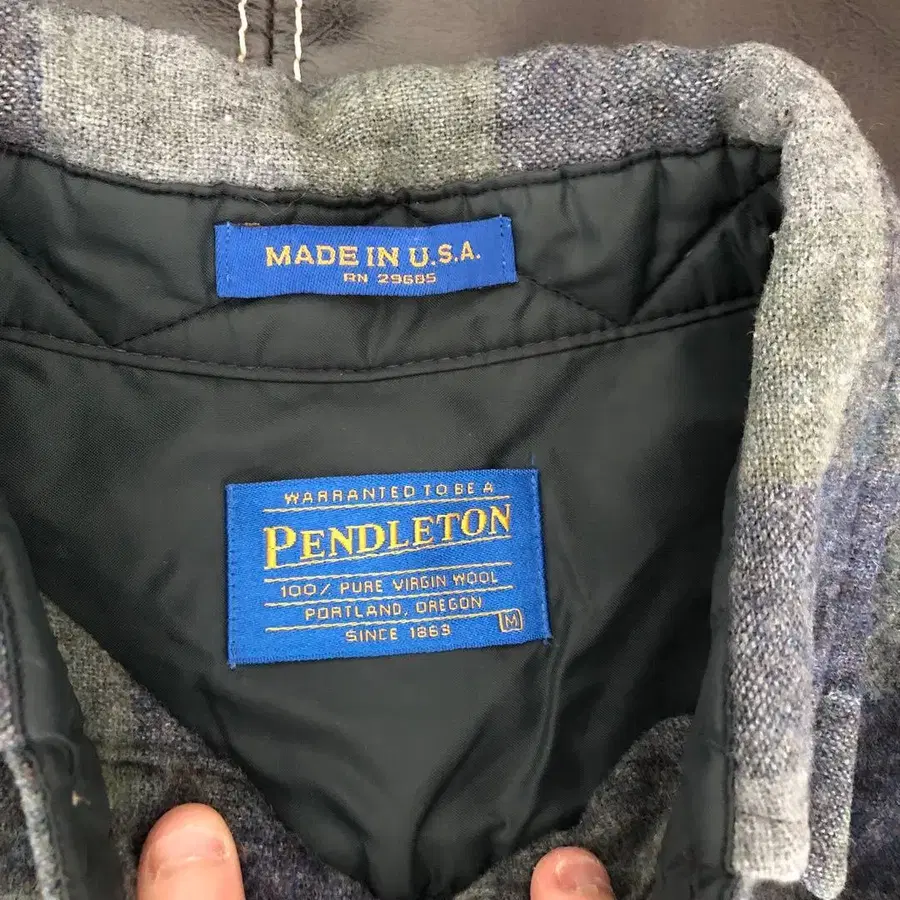 MADE IN U.S.A.
RN 29685
WARRANTED TO BE A
PENDLETON
100% PURE VIRGIN WOOL
PORTLAND, OREGON
SINCE 1863 M